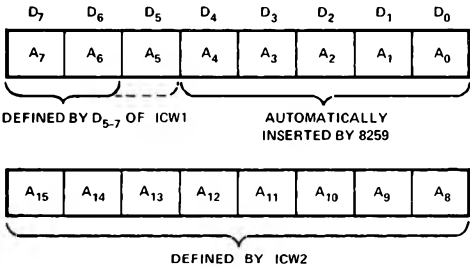 D7 D6 D5 D4 D3 D2 D1 D0
A7 A6 A5 A4 A3 A2 A1 A0
DEFINED BY D5-7 OF ICW1
AUTOMATICALLY
INSERTED BY 8259
A15 A14 A13 A12 A11 A10 A9 A8
DEFINED BY ICW2